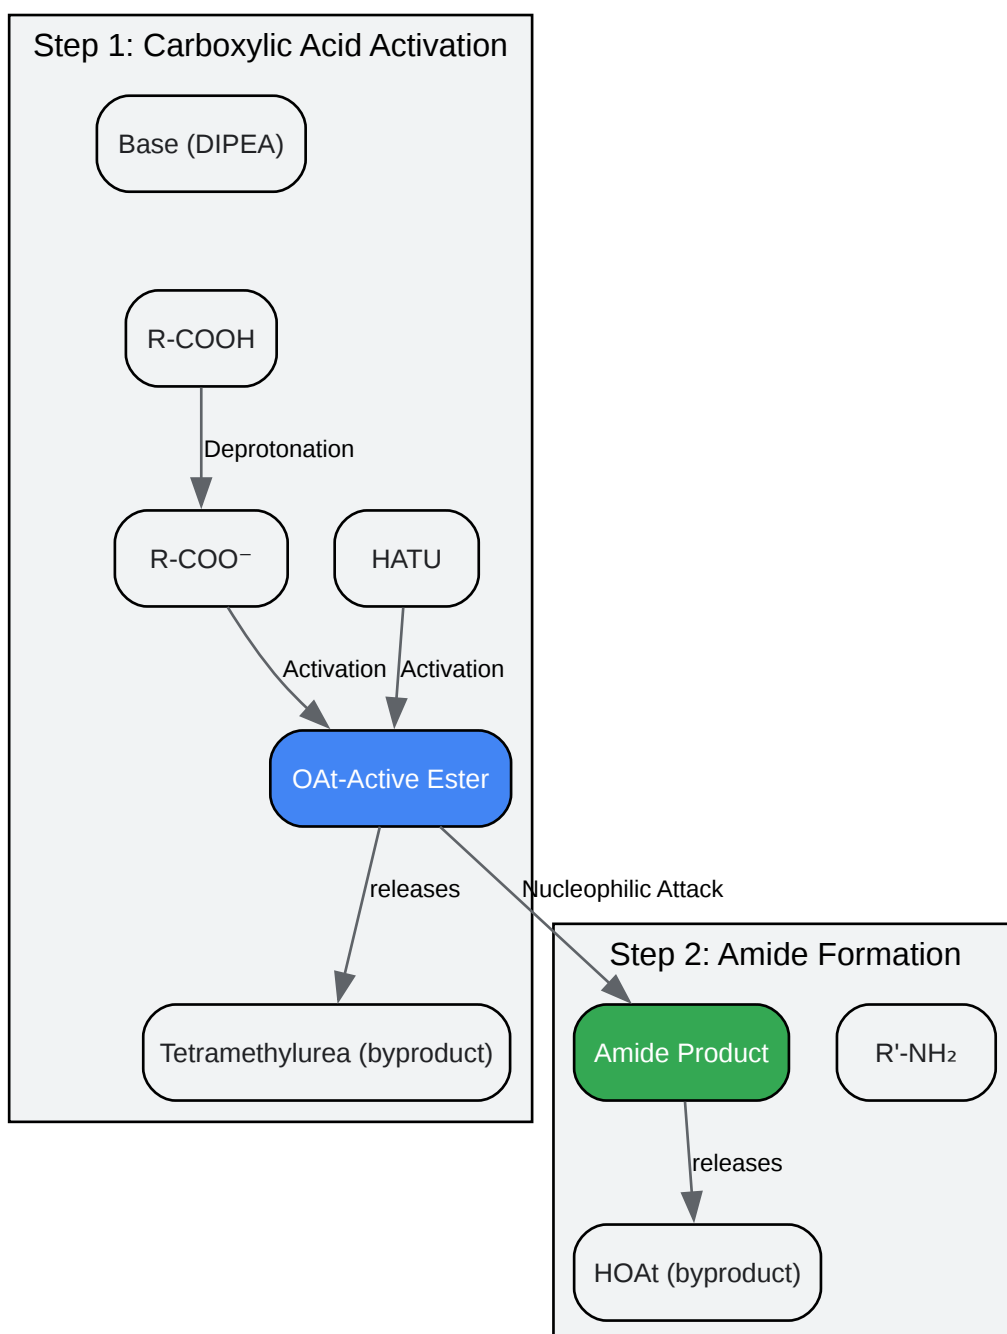 Step 1: Carboxylic Acid Activation
Base (DIPEA)
R-COOH
Deprotonation
R-COO⁻
HATU
Activation
Activation
OAt-Active Ester
releases
Nucleophilic Attack
Step 2: Amide Formation
Tetramethylurea (byproduct)
Amide Product
R'-NH₂
releases
HOAt (byproduct)